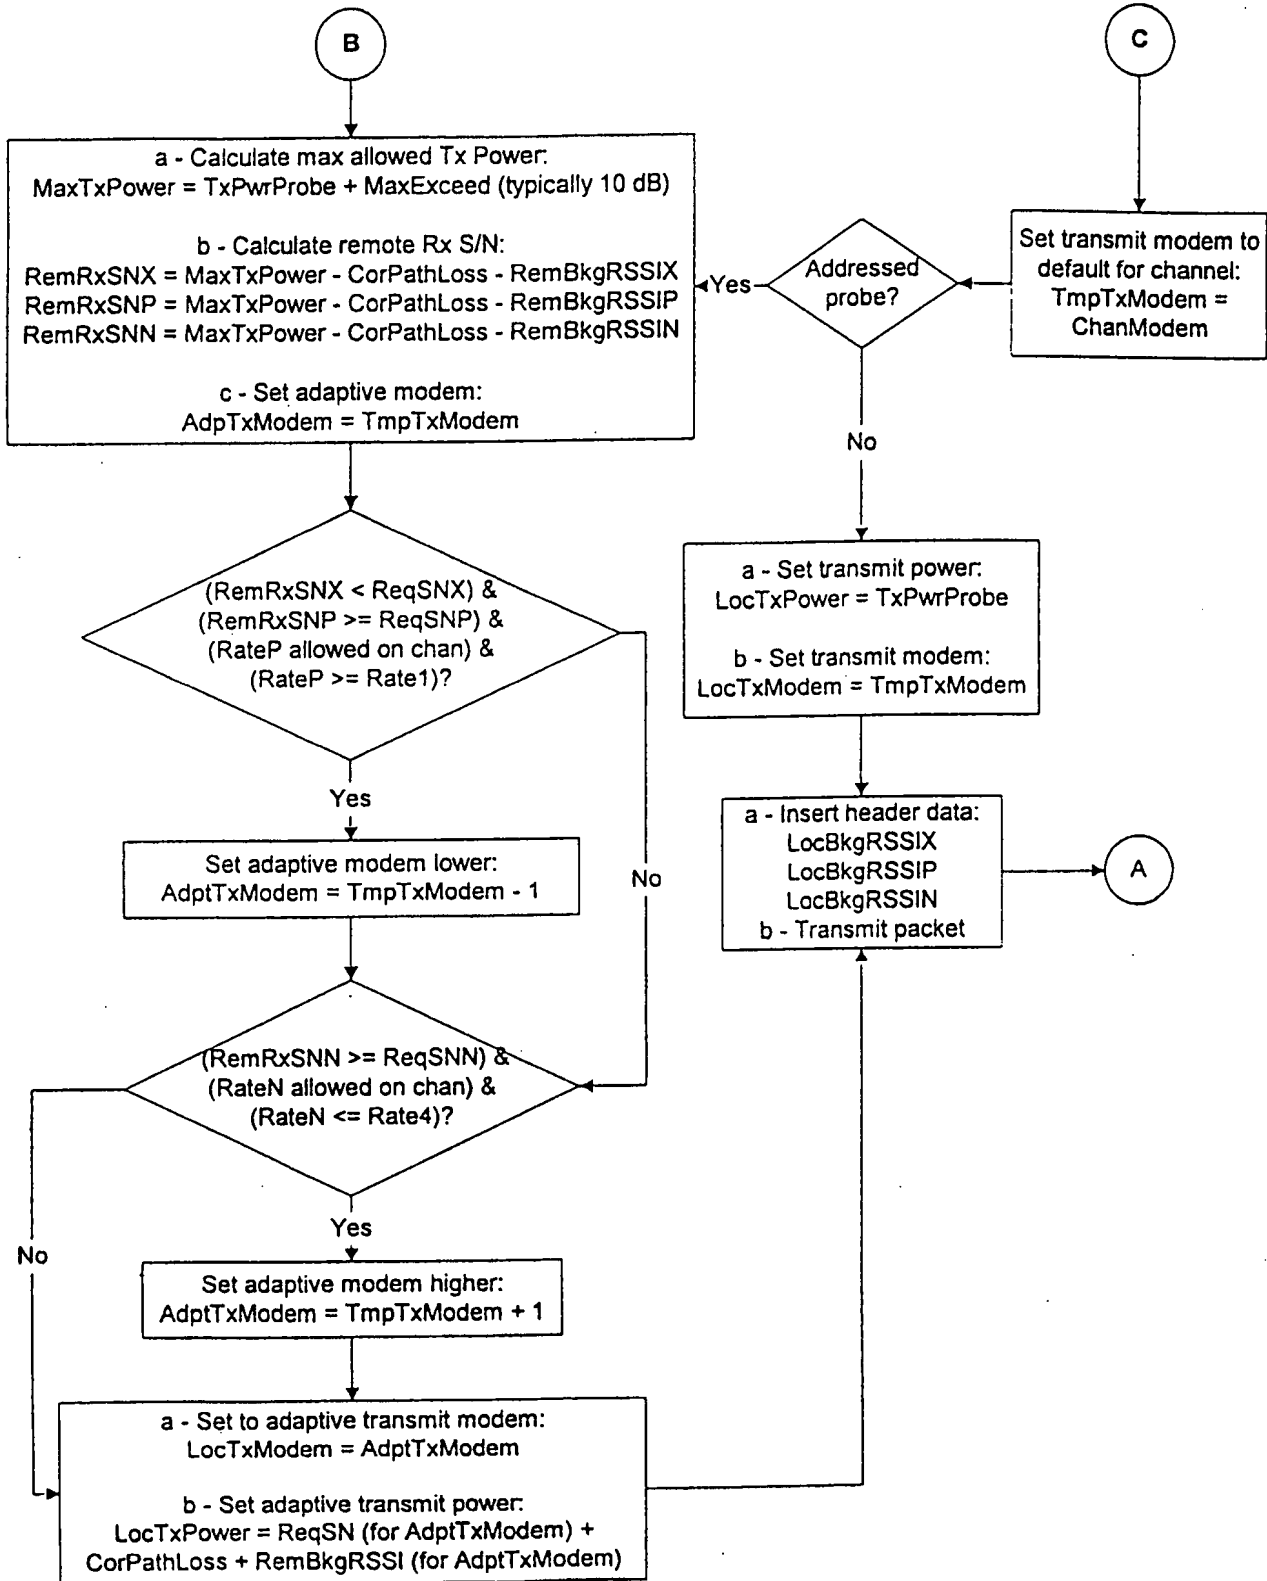 B
C
a - Calculate max allowed Tx Power:
MaxTxPower = TxPwrProbe + MaxExceed (typically 10 dB)
b - Calculate remote Rx S/N:
RemRxSNX = MaxTxPower - CorPathLoss - RemBkgRSSIX
RemRxSNP = MaxTxPower - CorPathLoss - RemBkgRSSIP
RemRxSNN = MaxTxPower - CorPathLoss - RemBkgRSSIN
c - Set adaptive modem:
AdpTxModem = TmpTxModem
Yes
Addressed
probe?
Set transmit modem to
default for channel:
TmpTxModem =
ChanModem
No
(RemRxSNX < ReqSNX) &
(RemRxSNP >= ReqSNP) &
(RateP allowed on chan) &
(RateP >= Rate1)?
a - Set transmit power:
LocTxPower = TxPwrProbe
b - Set transmit modem:
LocTxModem = TmpTxModem
Yes
Set adaptive modem lower:
AdptTxModem = TmpTxModem - 1
No
a - Insert header data:
LocBkgRSSIX
LocBkgRSSIP
LocBkgRSSIN
b - Transmit packet
A
(RemRxSNN >= ReqSNN) &
(RateN allowed on chan) &
(RateN <= Rate4)?
Yes
No
Set adaptive modem higher:
AdptTxModem = TmpTxModem + 1
a - Set to adaptive transmit modem:
LocTxModem = AdptTxModem
b - Set adaptive transmit power:
LocTxPower = ReqSN (for AdptTxModem) +
CorPathLoss + RemBkgRSSI (for AdptTxModem)